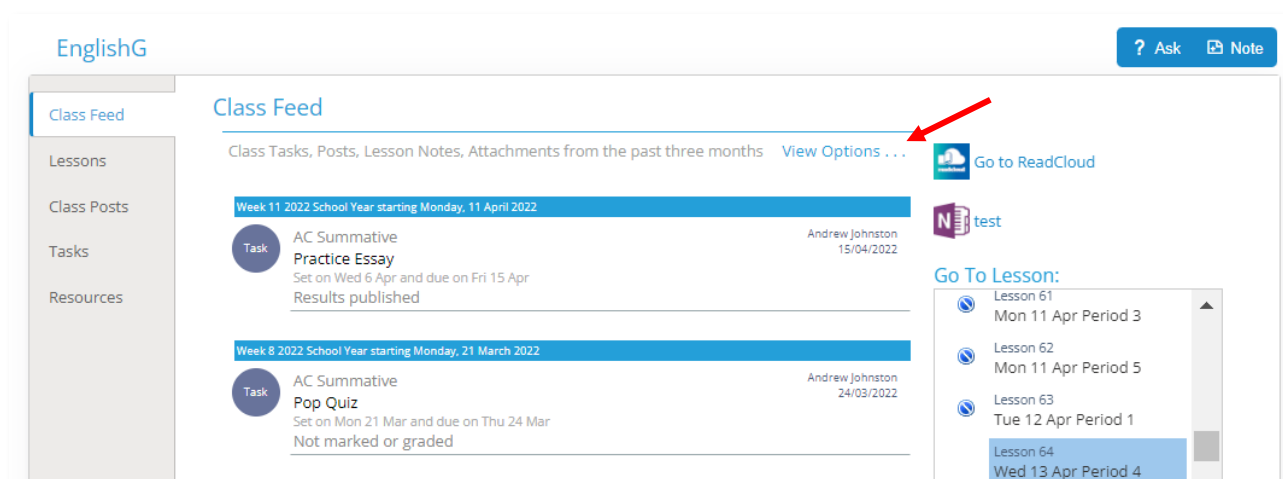 EnglishG
? Ask
Note
Class Feed
Lessons
Class Posts
Tasks
Resources
Class Feed
Class Tasks, Posts, Lesson Notes, Attachments from the past three months
View Options . . .
Week 11 2022 School Year starting Monday, 11 April 2022
Task
AC Summative
Practice Essay
Set on Wed 6 Apr and due on Fri 15 Apr
Results published
Andrew Johnston
15/04/2022
Week 8 2022 School Year starting Monday, 21 March 2022
Task
AC Summative
Pop Quiz
Set on Mon 21 Mar and due on Thu 24 Mar
Not marked or graded
Andrew Johnston
24/03/2022
readcloud
Go to ReadCloud
N
test
Go To Lesson:
Lesson 61
Mon 11 Apr Period 3
Lesson 62
Mon 11 Apr Period 5
Lesson 63
Tue 12 Apr Period 1
Lesson 64
Wed 13 Apr Period 4